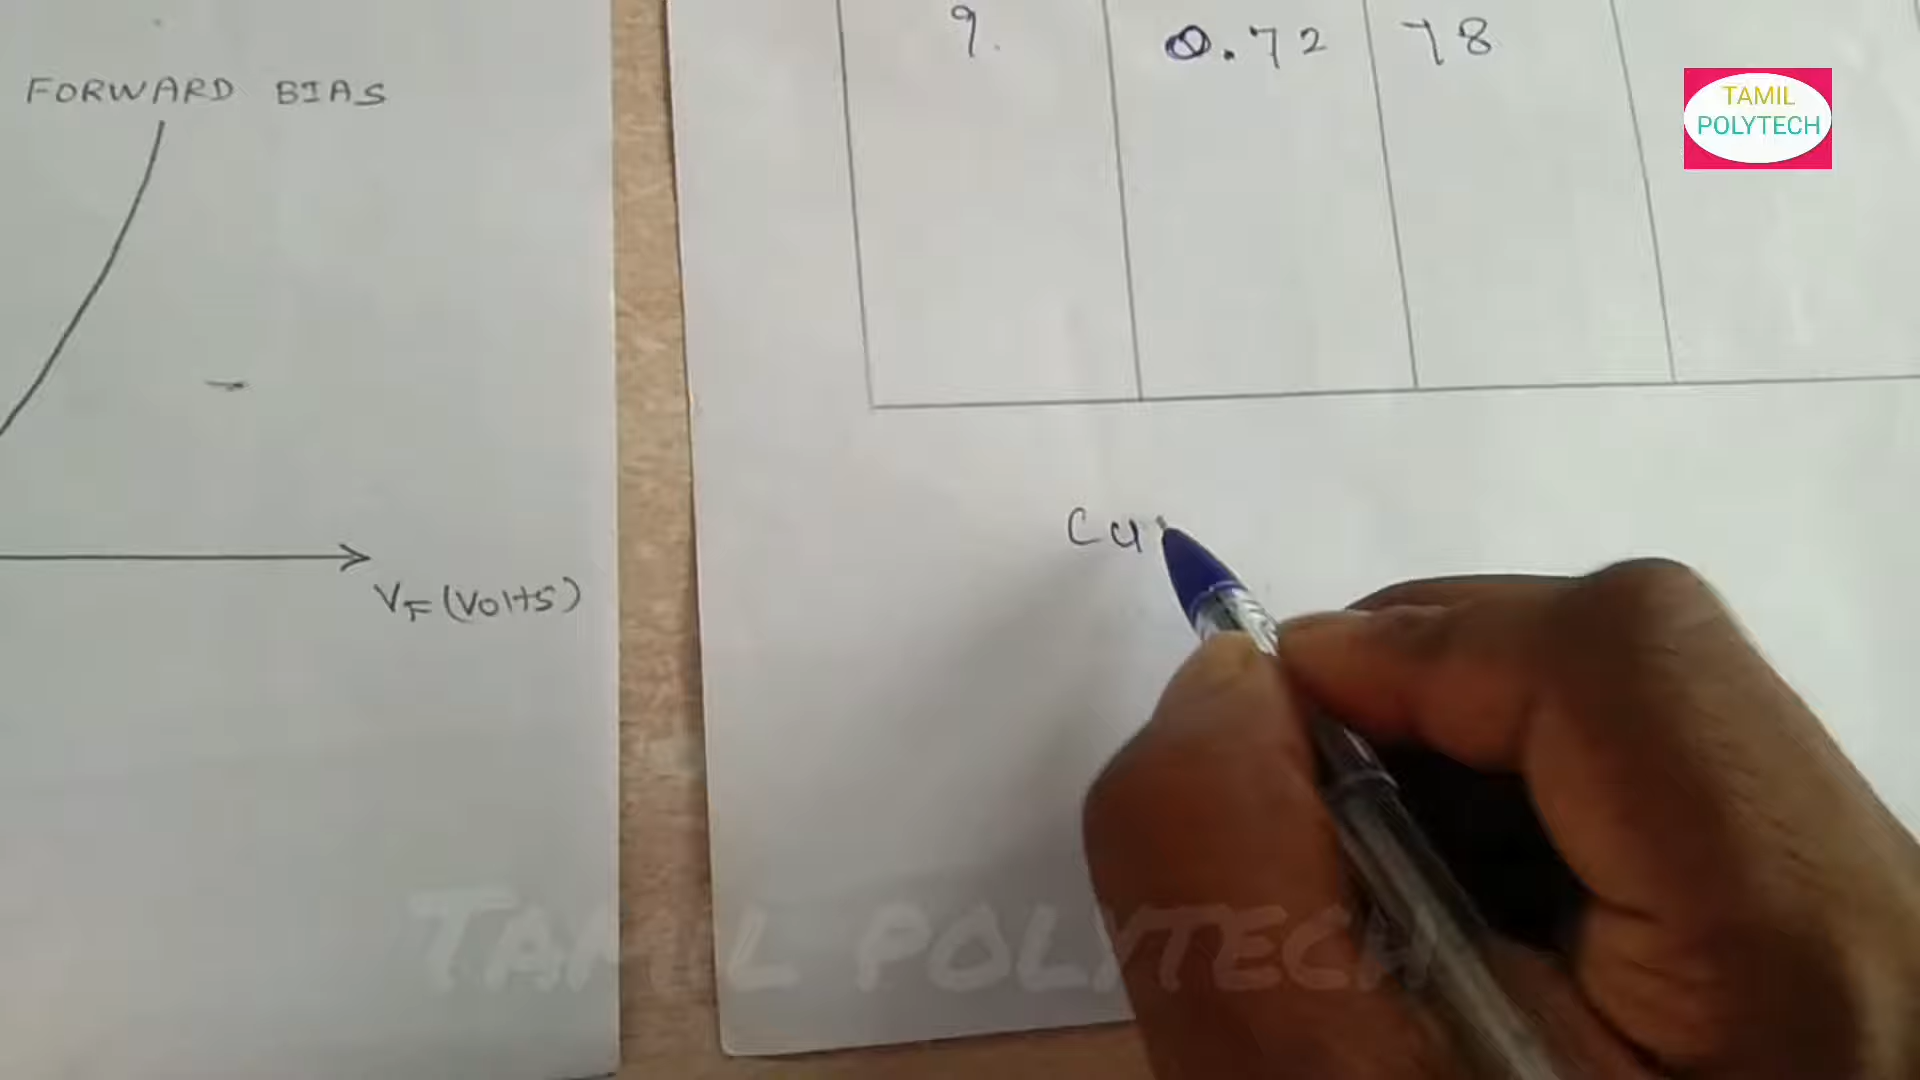 FORWARD BIAS
VF (Volts)
9. 0.72 78
Cu
TAMIL
POLYTECH
TAMIL POLYTECH